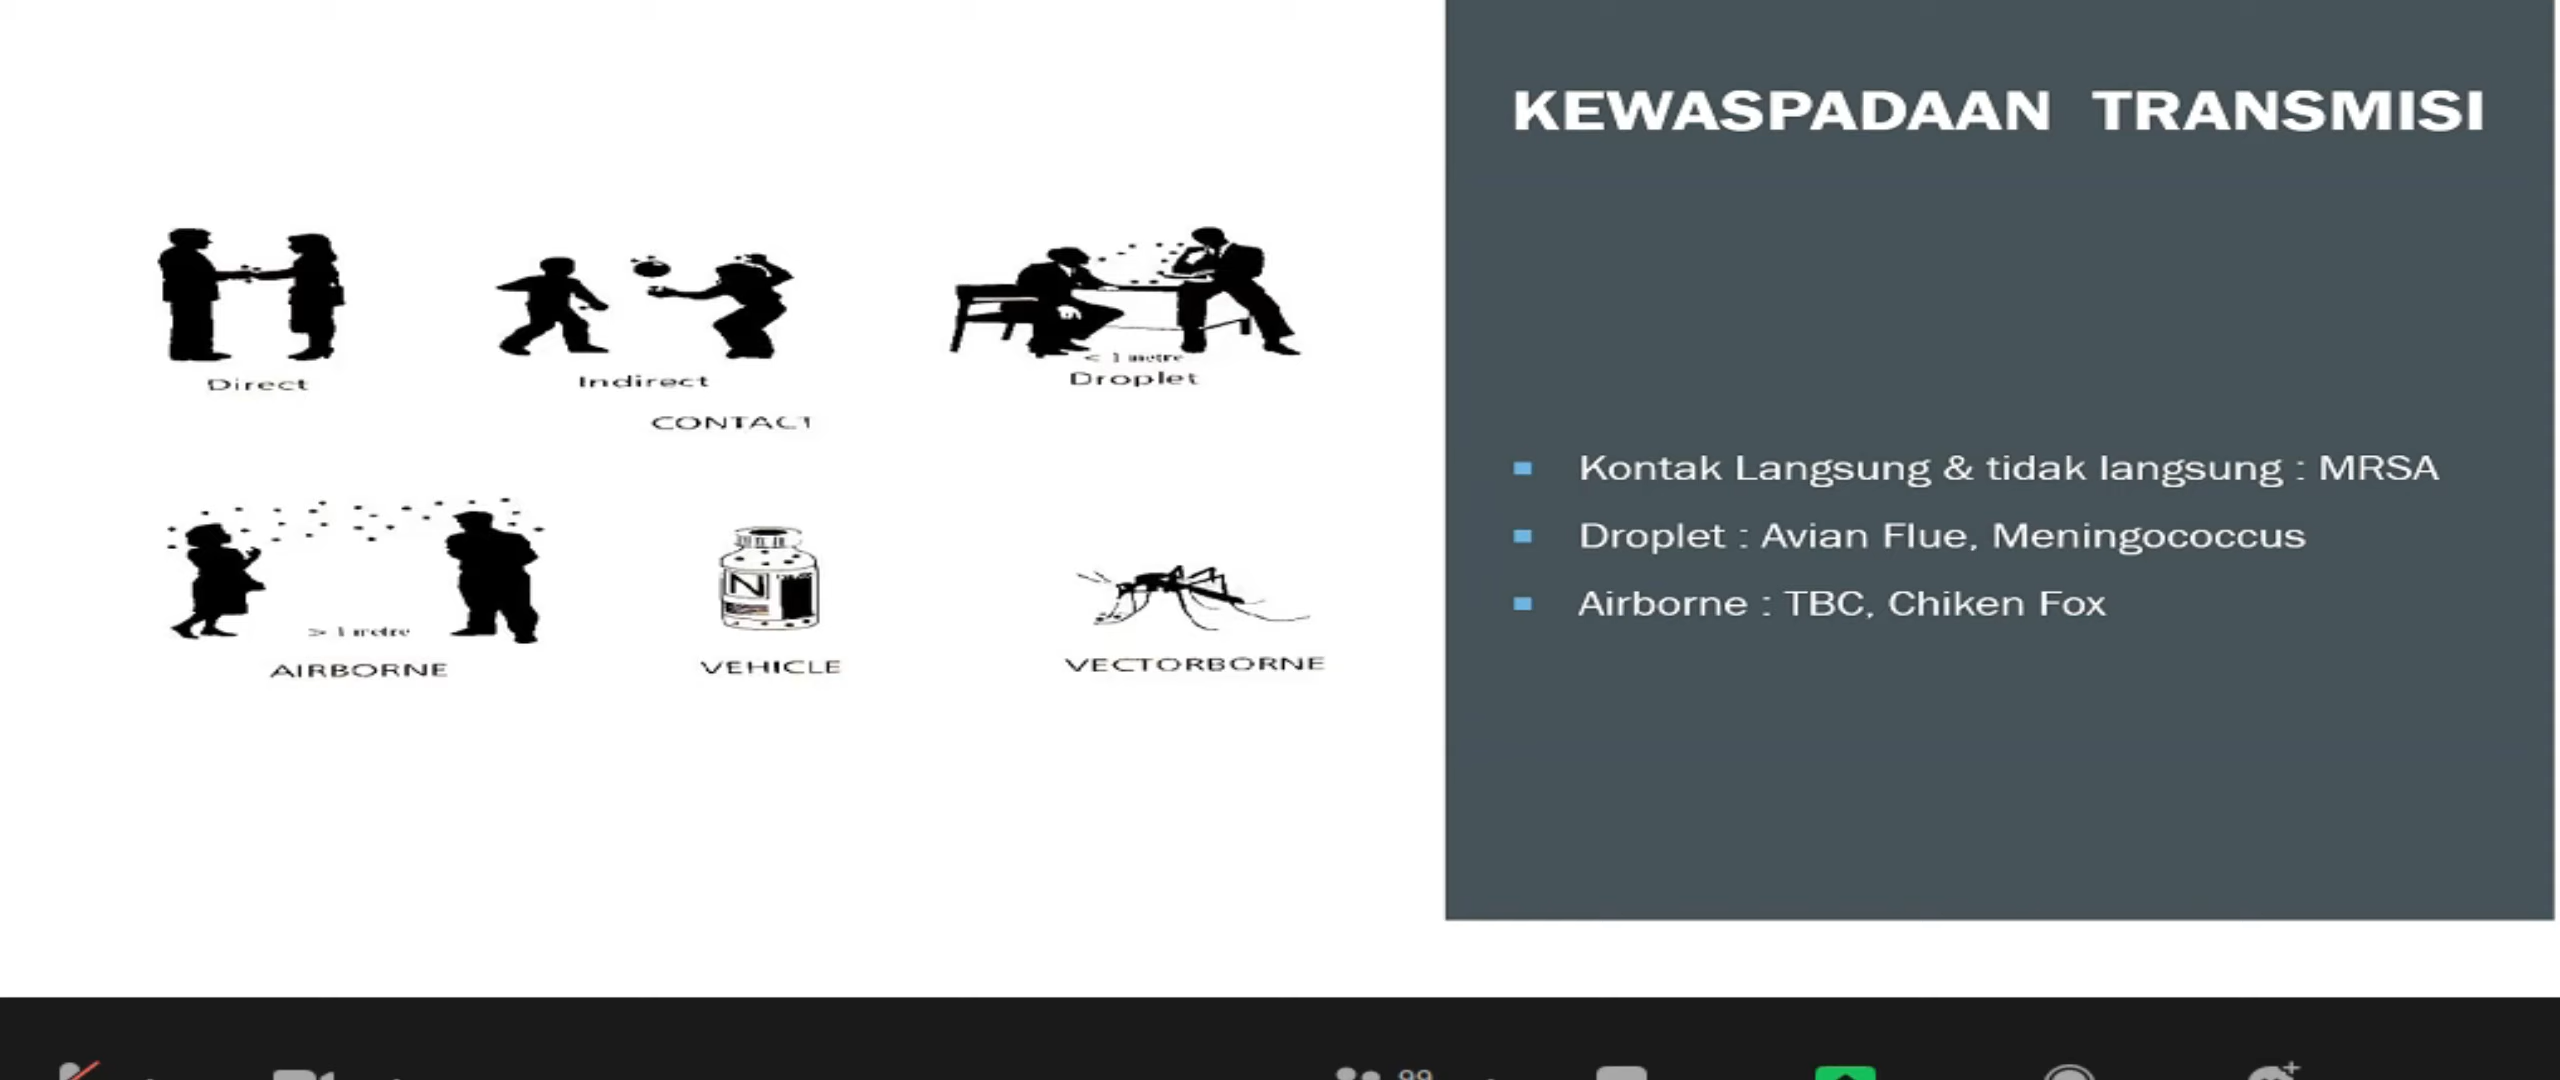 KEWASPADAAN TRANSMISI
Direct
Indirect
< 1 metre
Droplet
CONTACT
> 1 metre
AIRBORNE
N
VEHICLE
VECTORBORNE
Kontak Langsung & tidak langsung : MRSA
Droplet : Avian Flue, Meningococcus
Airborne : TBC, Chiken Fox
99